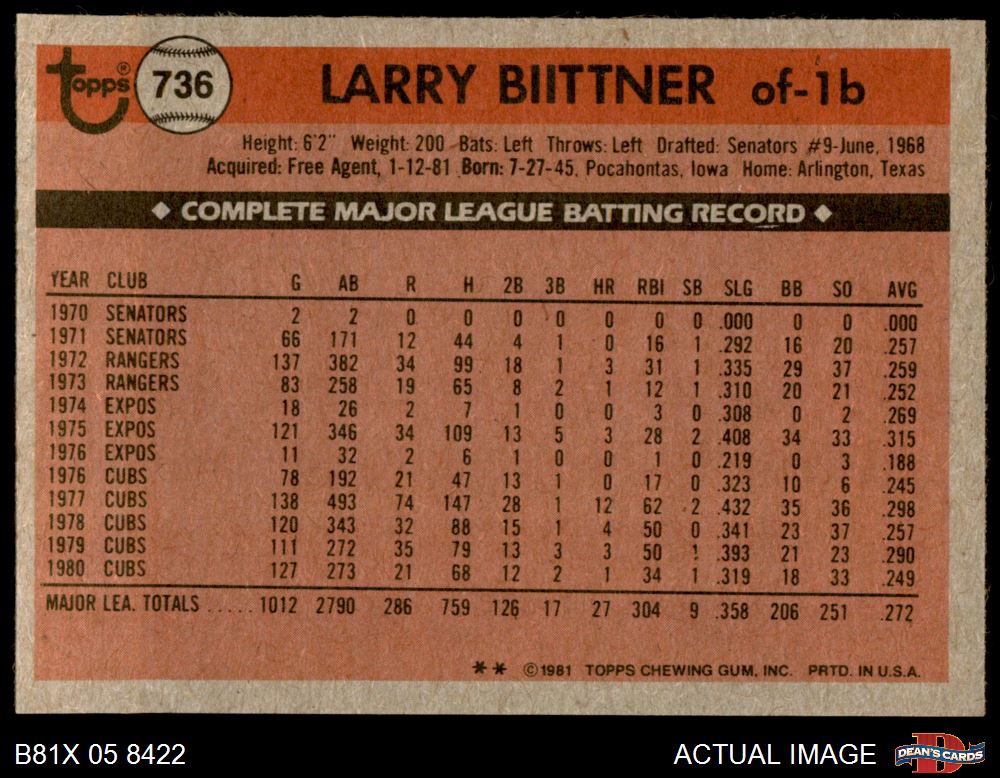 topps® 736 LARRY BIITTNER of-1b
Height: 6'2" Weight: 200 Bats: Left Throws: Left Drafted: Senators #9-June, 1968
Acquired: Free Agent, 1-12-81 Born: 7-27-45, Pocahontas, Iowa Home: Arlington, Texas
◆ COMPLETE MAJOR LEAGUE BATTING RECORD ◆
YEAR CLUB G AB R H 2B 3B HR RBI SB SLG BB SO AVG
1970 SENATORS 2 2 0 0 0 0 0 0 0 .000 0 0 .000
1971 SENATORS 66 171 12 44 4 1 0 16 1 .292 16 20 .257
1972 RANGERS 137 382 34 99 18 1 3 31 1 .335 29 37 .259
1973 RANGERS 83 258 19 65 8 2 1 12 1 .310 20 21 .252
1974 EXPOS 18 26 2 7 1 0 0 3 0 .308 0 2 .269
1975 EXPOS 121 346 34 109 13 5 3 28 2 .408 34 33 .315
1976 EXPOS 11 32 2 6 1 0 0 1 0 .219 0 3 .188
1976 CUBS 78 192 21 47 13 1 0 17 0 .323 10 6 .245
1977 CUBS 138 493 74 147 28 1 12 62 2 .432 35 36 .298
1978 CUBS 120 343 32 88 15 1 4 50 0 .341 23 37 .257
1979 CUBS 111 272 35 79 13 3 3 50 1 .393 21 23 .290
1980 CUBS 127 273 21 68 12 2 1 34 1 .319 18 33 .249
MAJOR LEA. TOTALS ..... 1012 2790 286 759 126 17 27 304 9 .358 206 251 .272
** ©1981 TOPPS CHEWING GUM, INC. PRTD. IN U.S.A.
B81X 05 8422 ACTUAL IMAGE DEAN'S CARDS